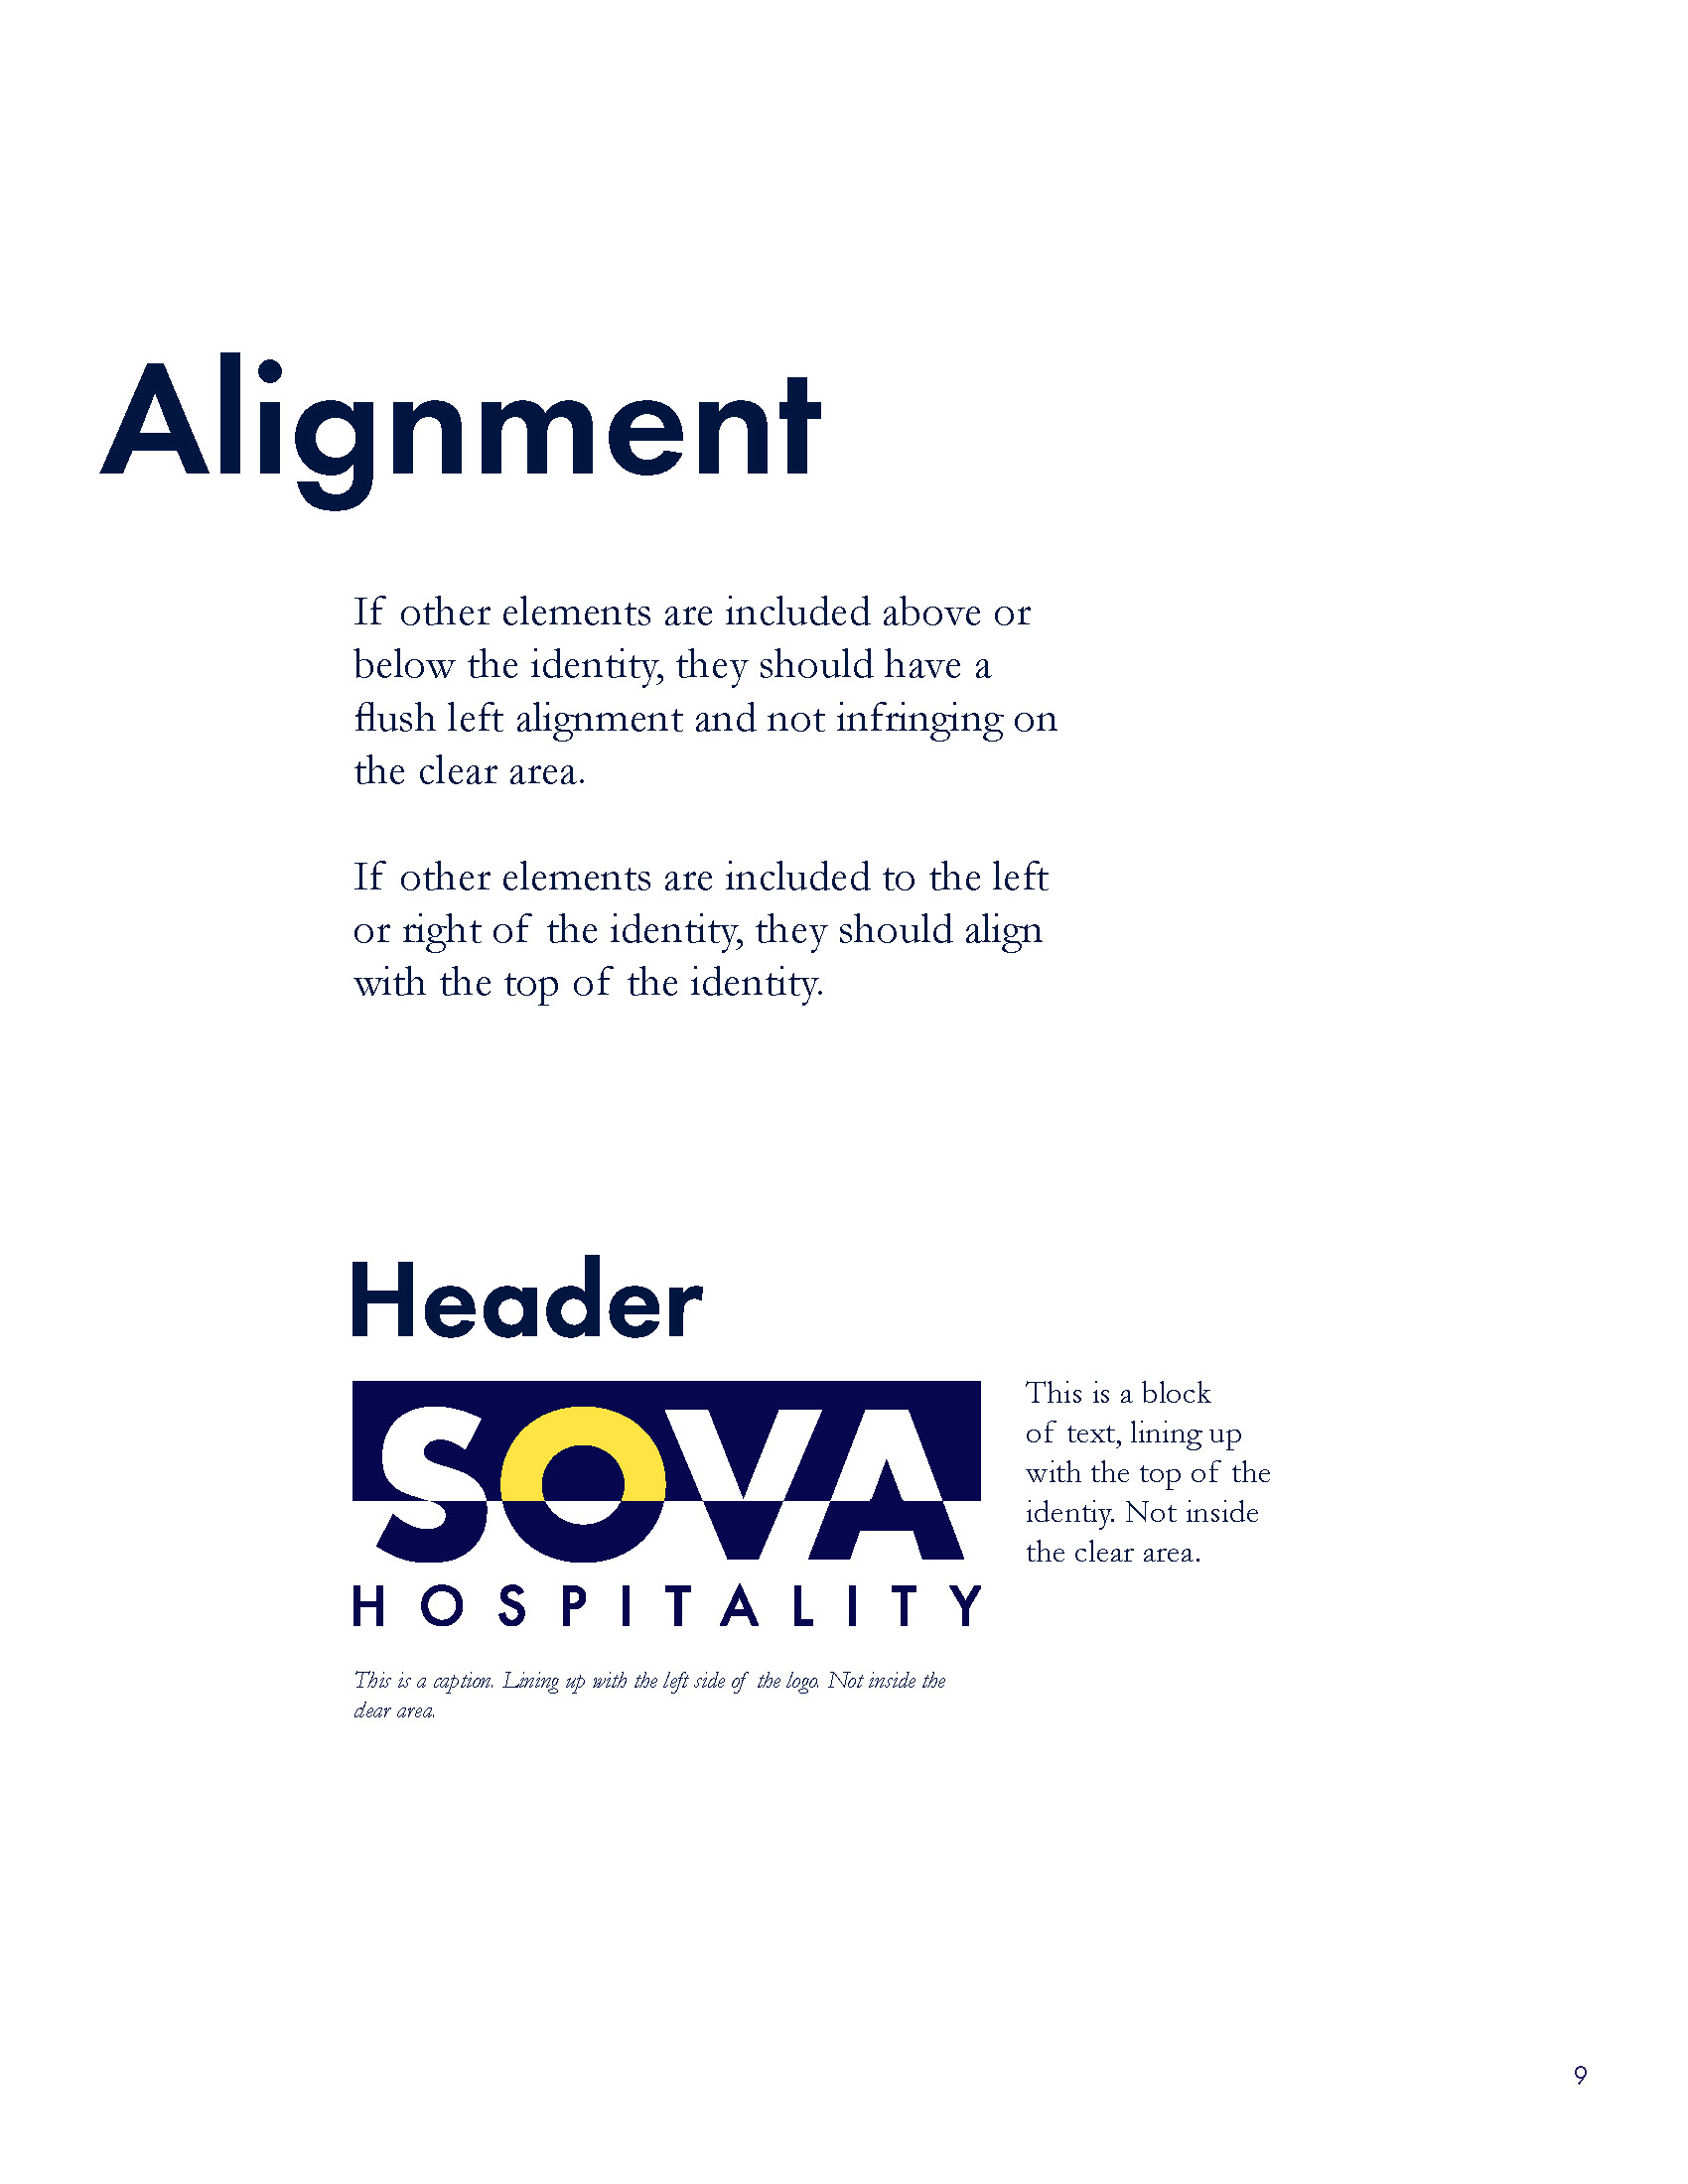 Alignment
If other elements are included above or
below the identity, they should have a
flush left alignment and not infringing on
the clear area.
If other elements are included to the left
or right of the identity, they should align
with the top of the identity.
Header
SOVA
HOSPITALITY
This is a block
of text, lining up
with the top of the
identiy. Not inside
the clear area.
This is a caption. Lining up with the left side of the logo. Not inside the
clear area.
9